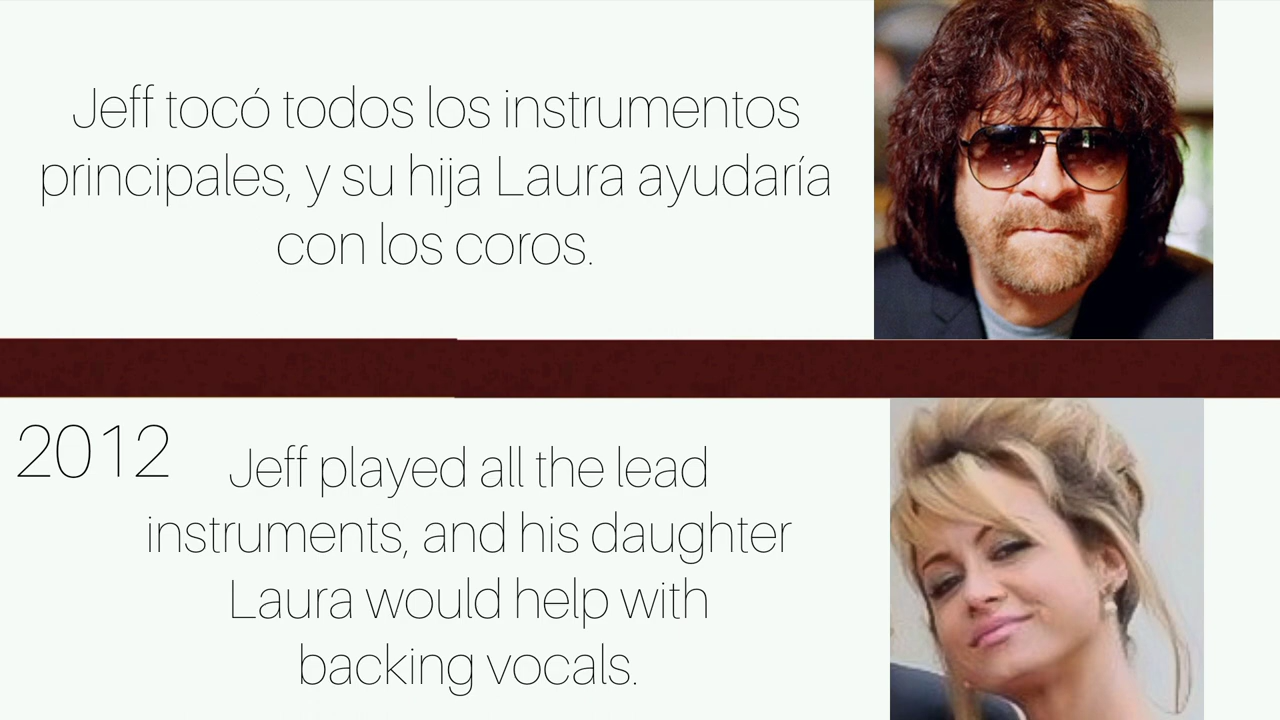 Jeff tocó todos los instrumentos
principales, y su hija Laura ayudaría
con los coros.
2012
Jeff played all the lead
instruments, and his daughter
Laura would help with
backing vocals.